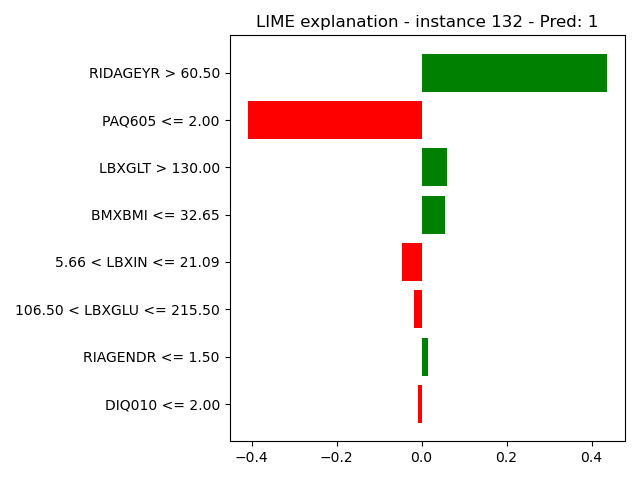 LIME explanation - instance 132 - Pred: 1
RIDAGEYR > 60.50
PAQ605 <= 2.00
LBXGLT > 130.00
BMXBMI <= 32.65
5.66 < LBXIN <= 21.09
106.50 < LBXGLU <= 215.50
RIAGENDR <= 1.50
DIQ010 <= 2.00
−0.4 −0.2 0.0 0.2 0.4